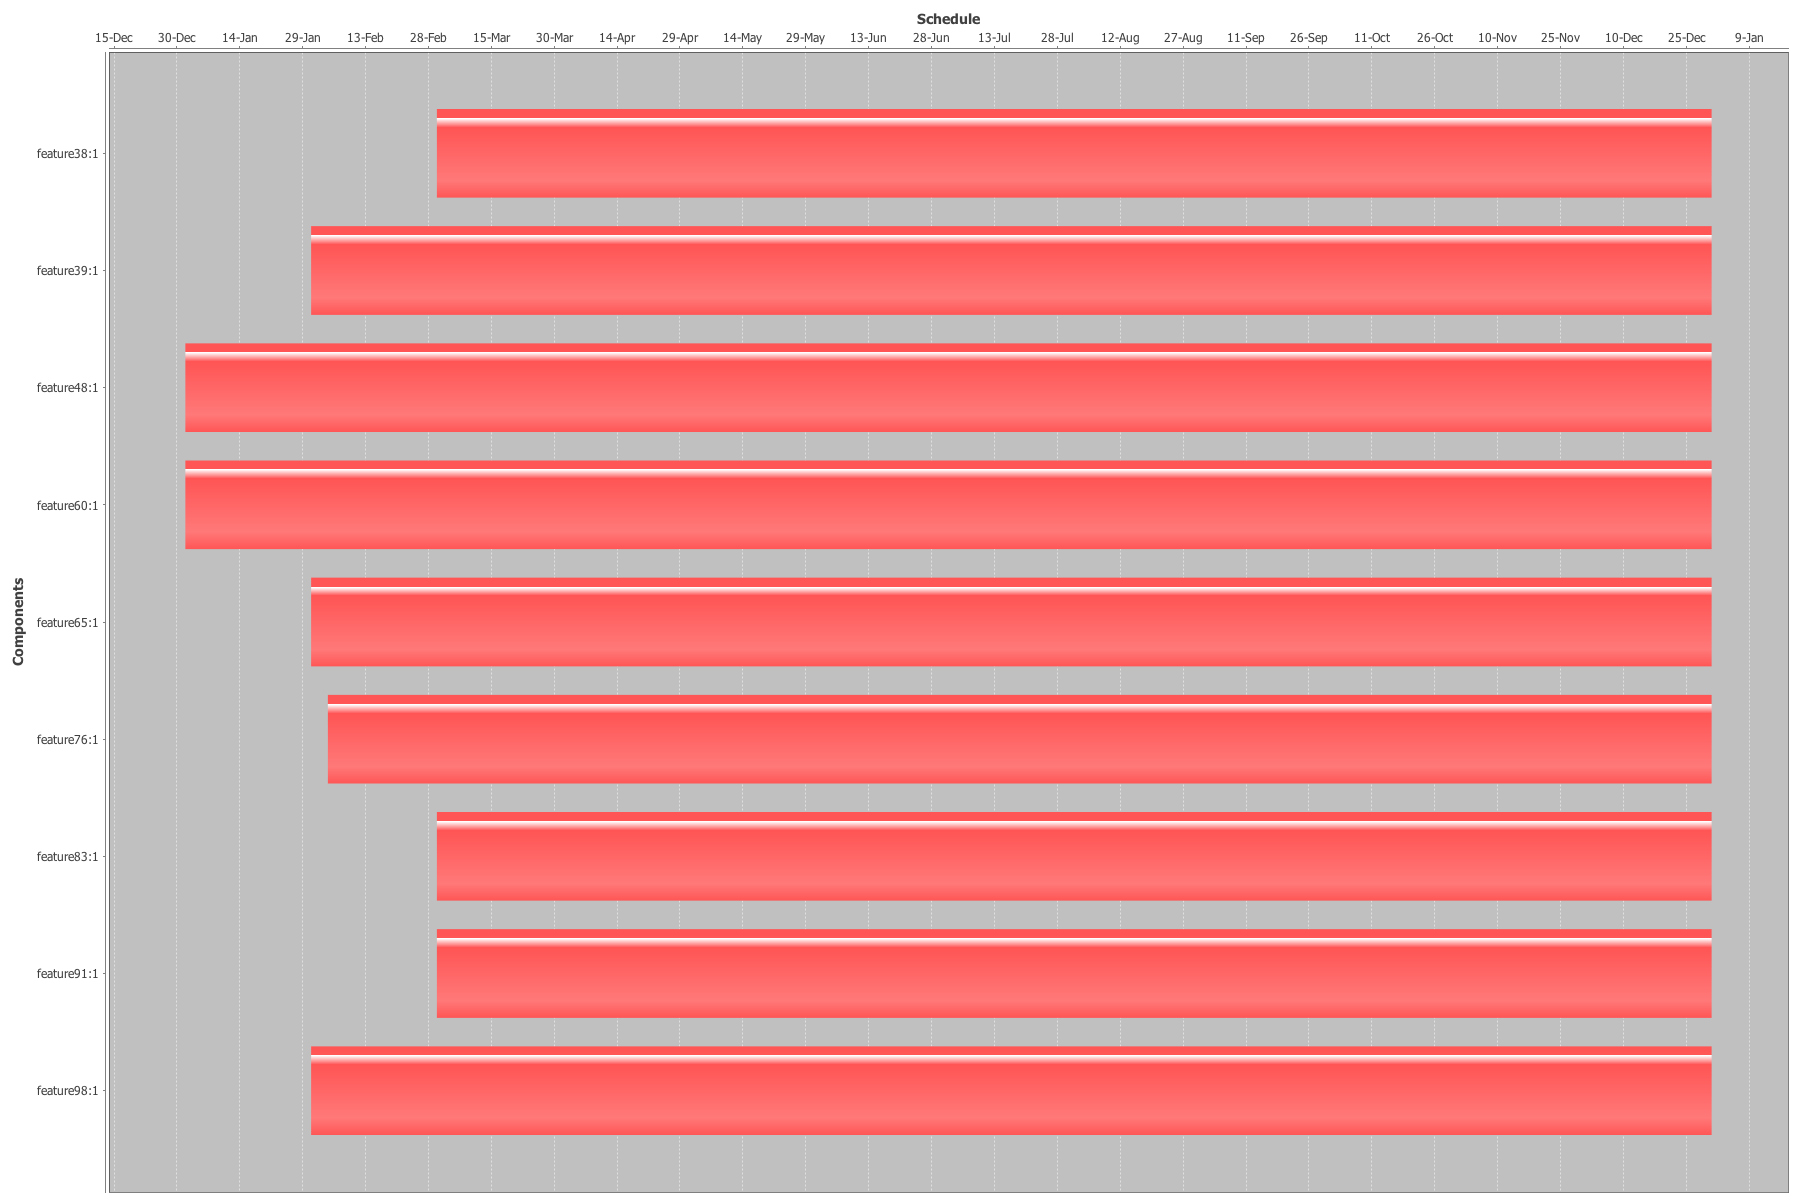 Schedule
15-Dec 30-Dec 14-Jan 29-Jan 13-Feb 28-Feb 15-Mar 30-Mar 14-Apr 29-Apr 14-May 29-May 13-Jun 28-Jun 13-Jul 28-Jul 12-Aug 27-Aug 11-Sep 26-Sep 11-Oct 26-Oct 10-Nov 25-Nov 10-Dec 25-Dec 9-Jan
Components
feature38:1
feature39:1
feature48:1
feature60:1
feature65:1
feature76:1
feature83:1
feature91:1
feature98:1